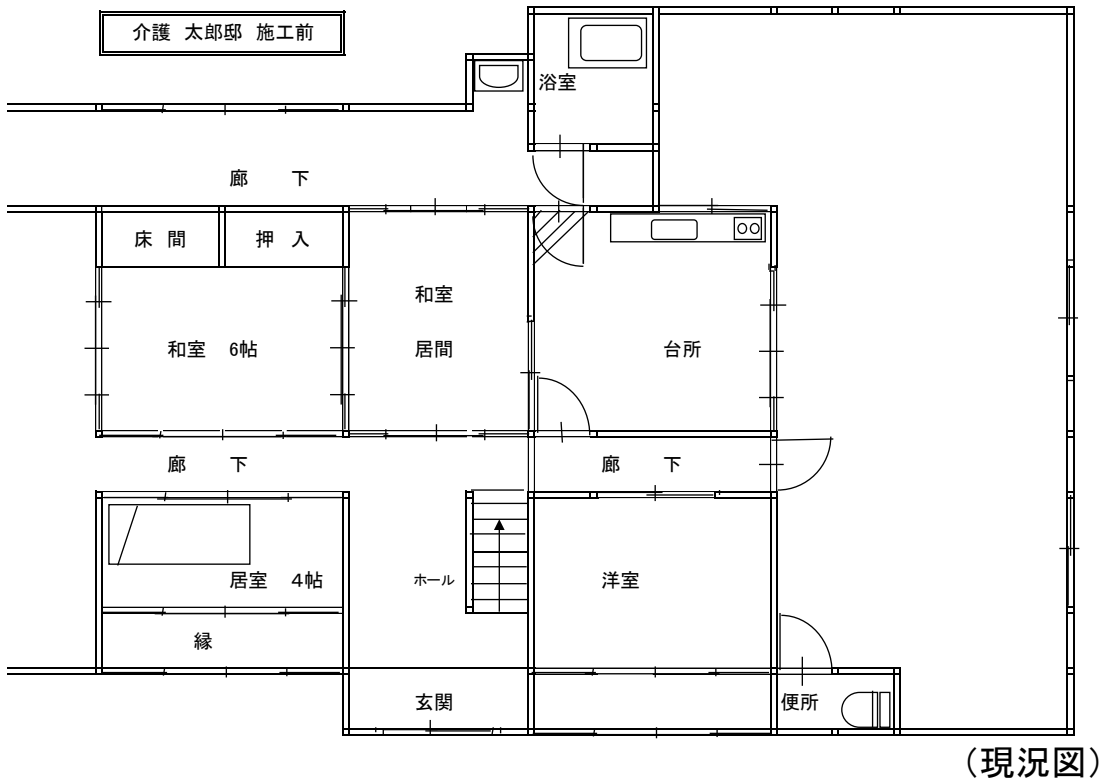 介護 太郎邸 施工前
浴室
廊 下
床 間
押 入
和室
居間
和室 6帖
台所
廊 下
廊 下
居室 4帖
ホール
洋室
縁
玄関
便所
（現況図）